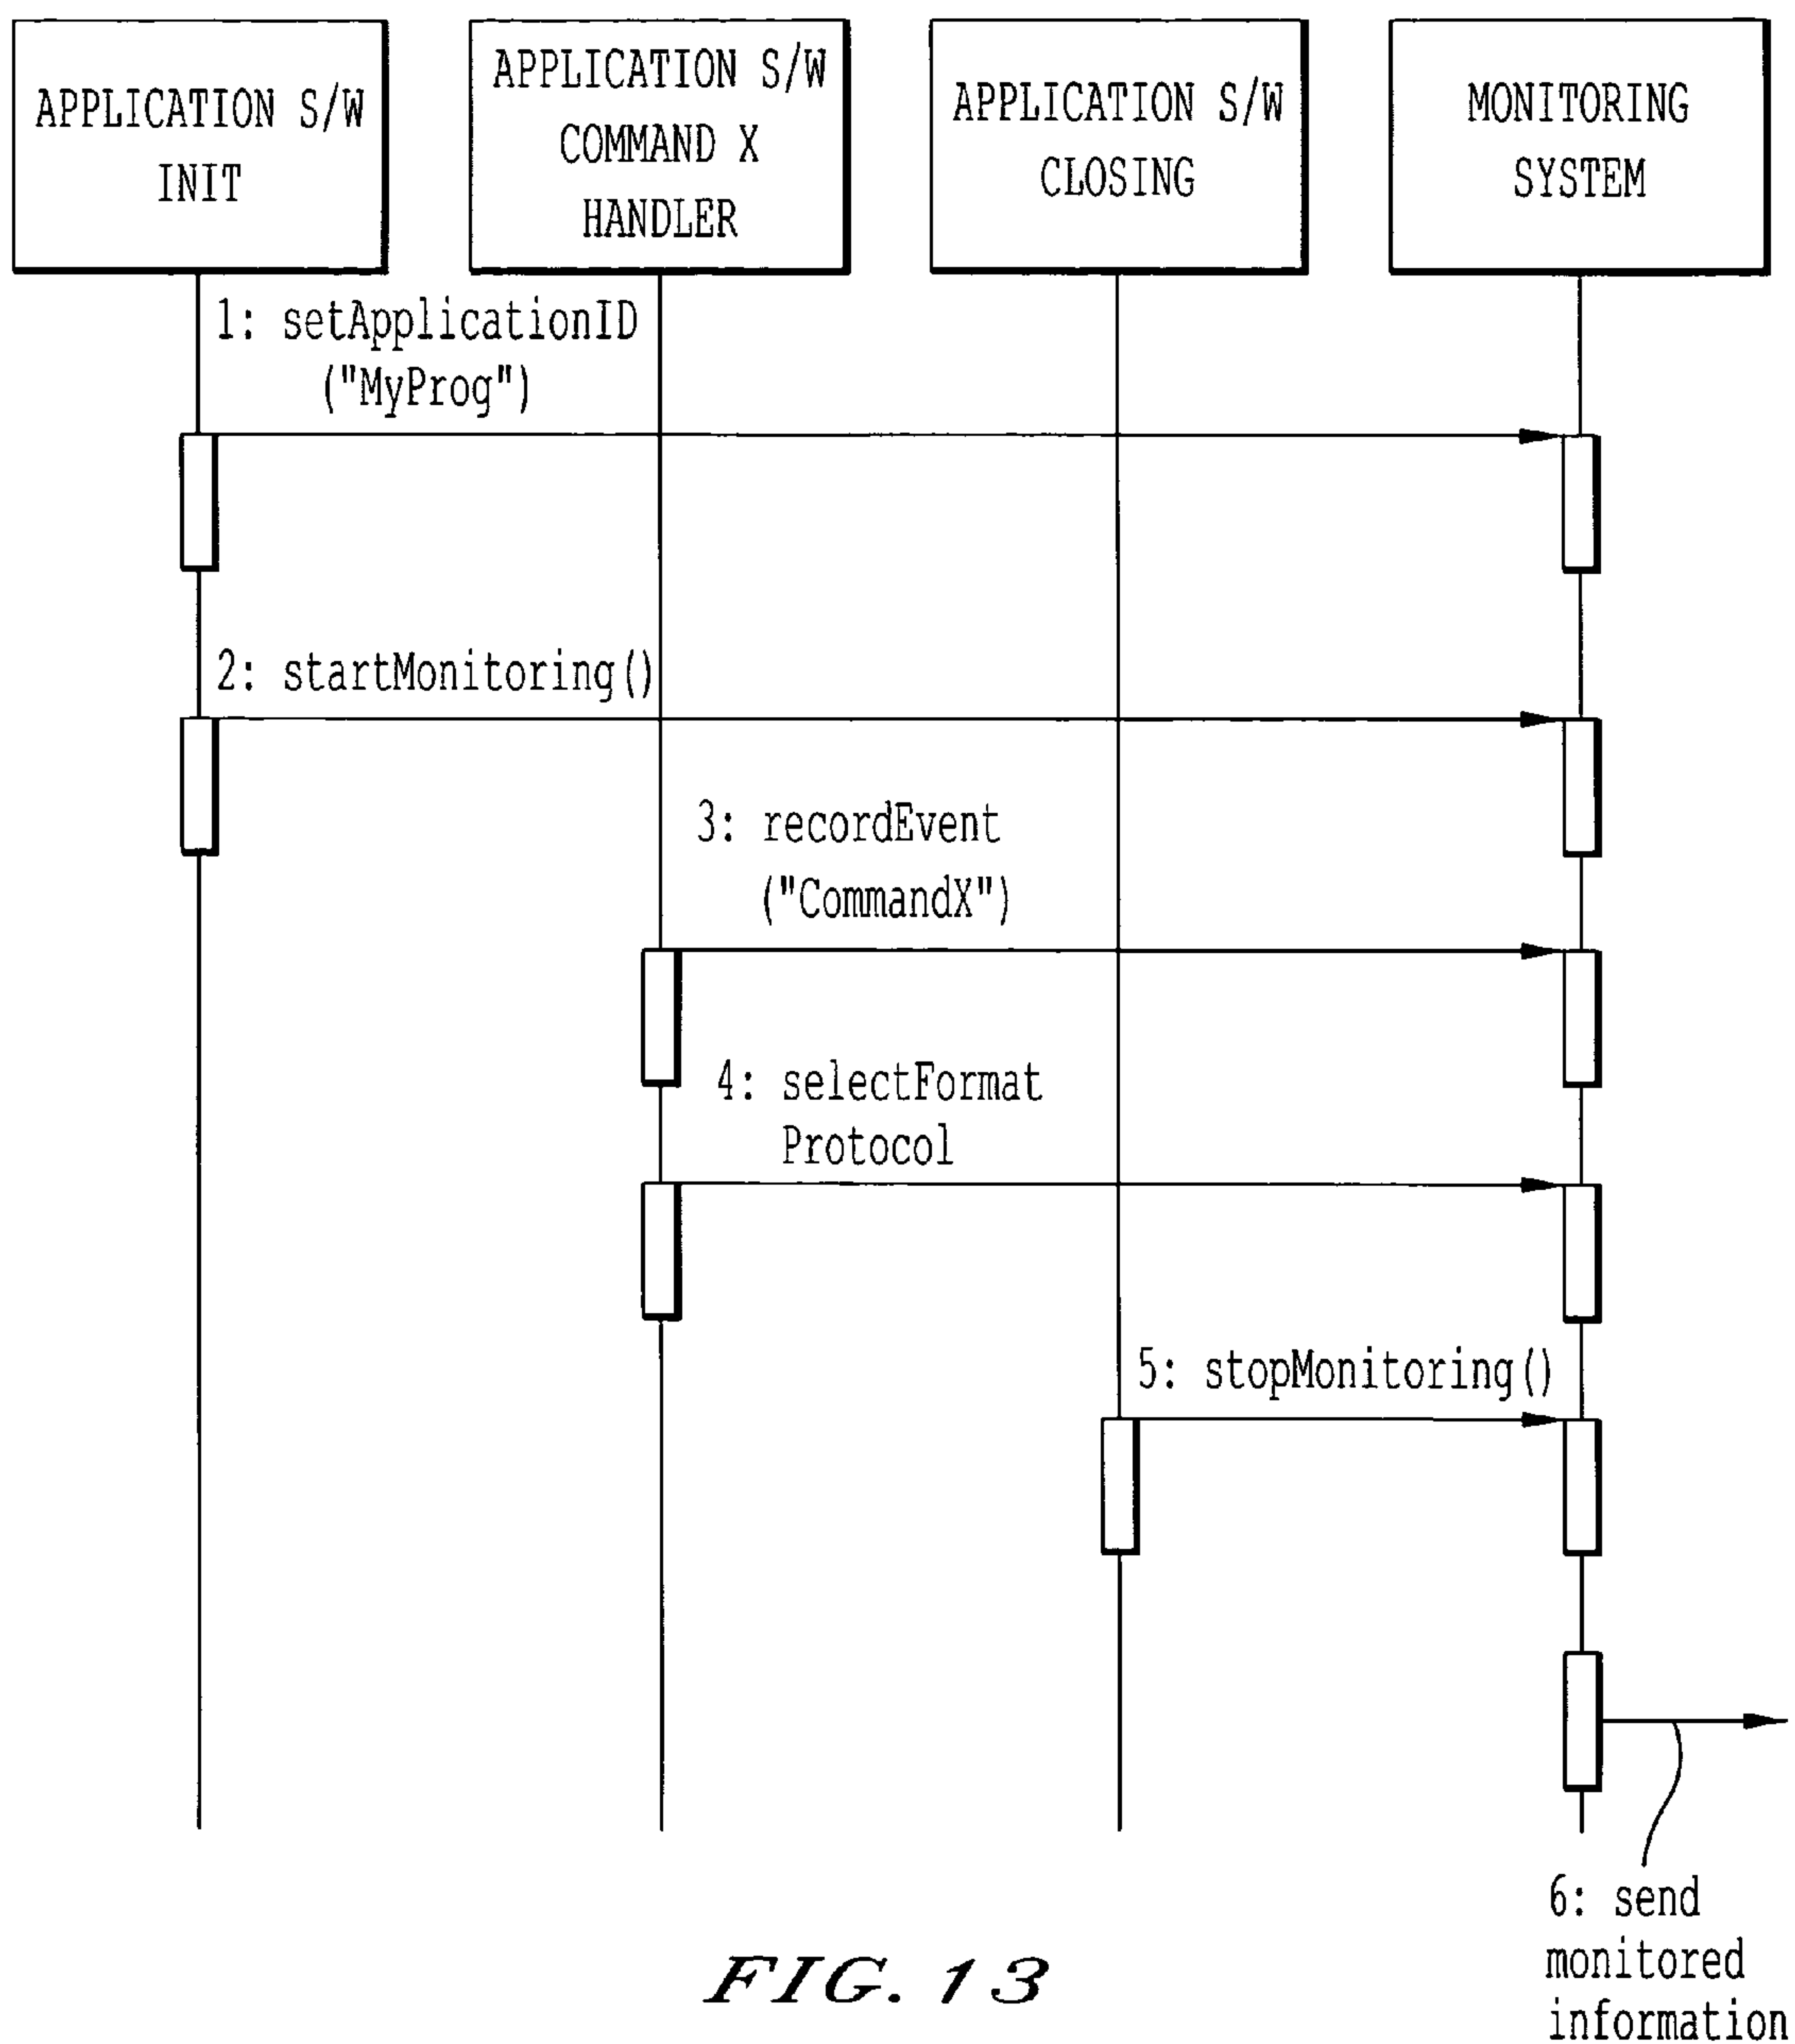 APPLICATION S/W
INIT
APPLICATION S/W
COMMAND X
HANDLER
APPLICATION S/W
CLOSING
MONITORING
SYSTEM
1: setApplicationID
("MyProg")
2: startMonitoring()
3: recordEvent
("CommandX")
4: selectFormat
Protocol
5: stopMonitoring()
6: send
monitored
information
FIG. 13